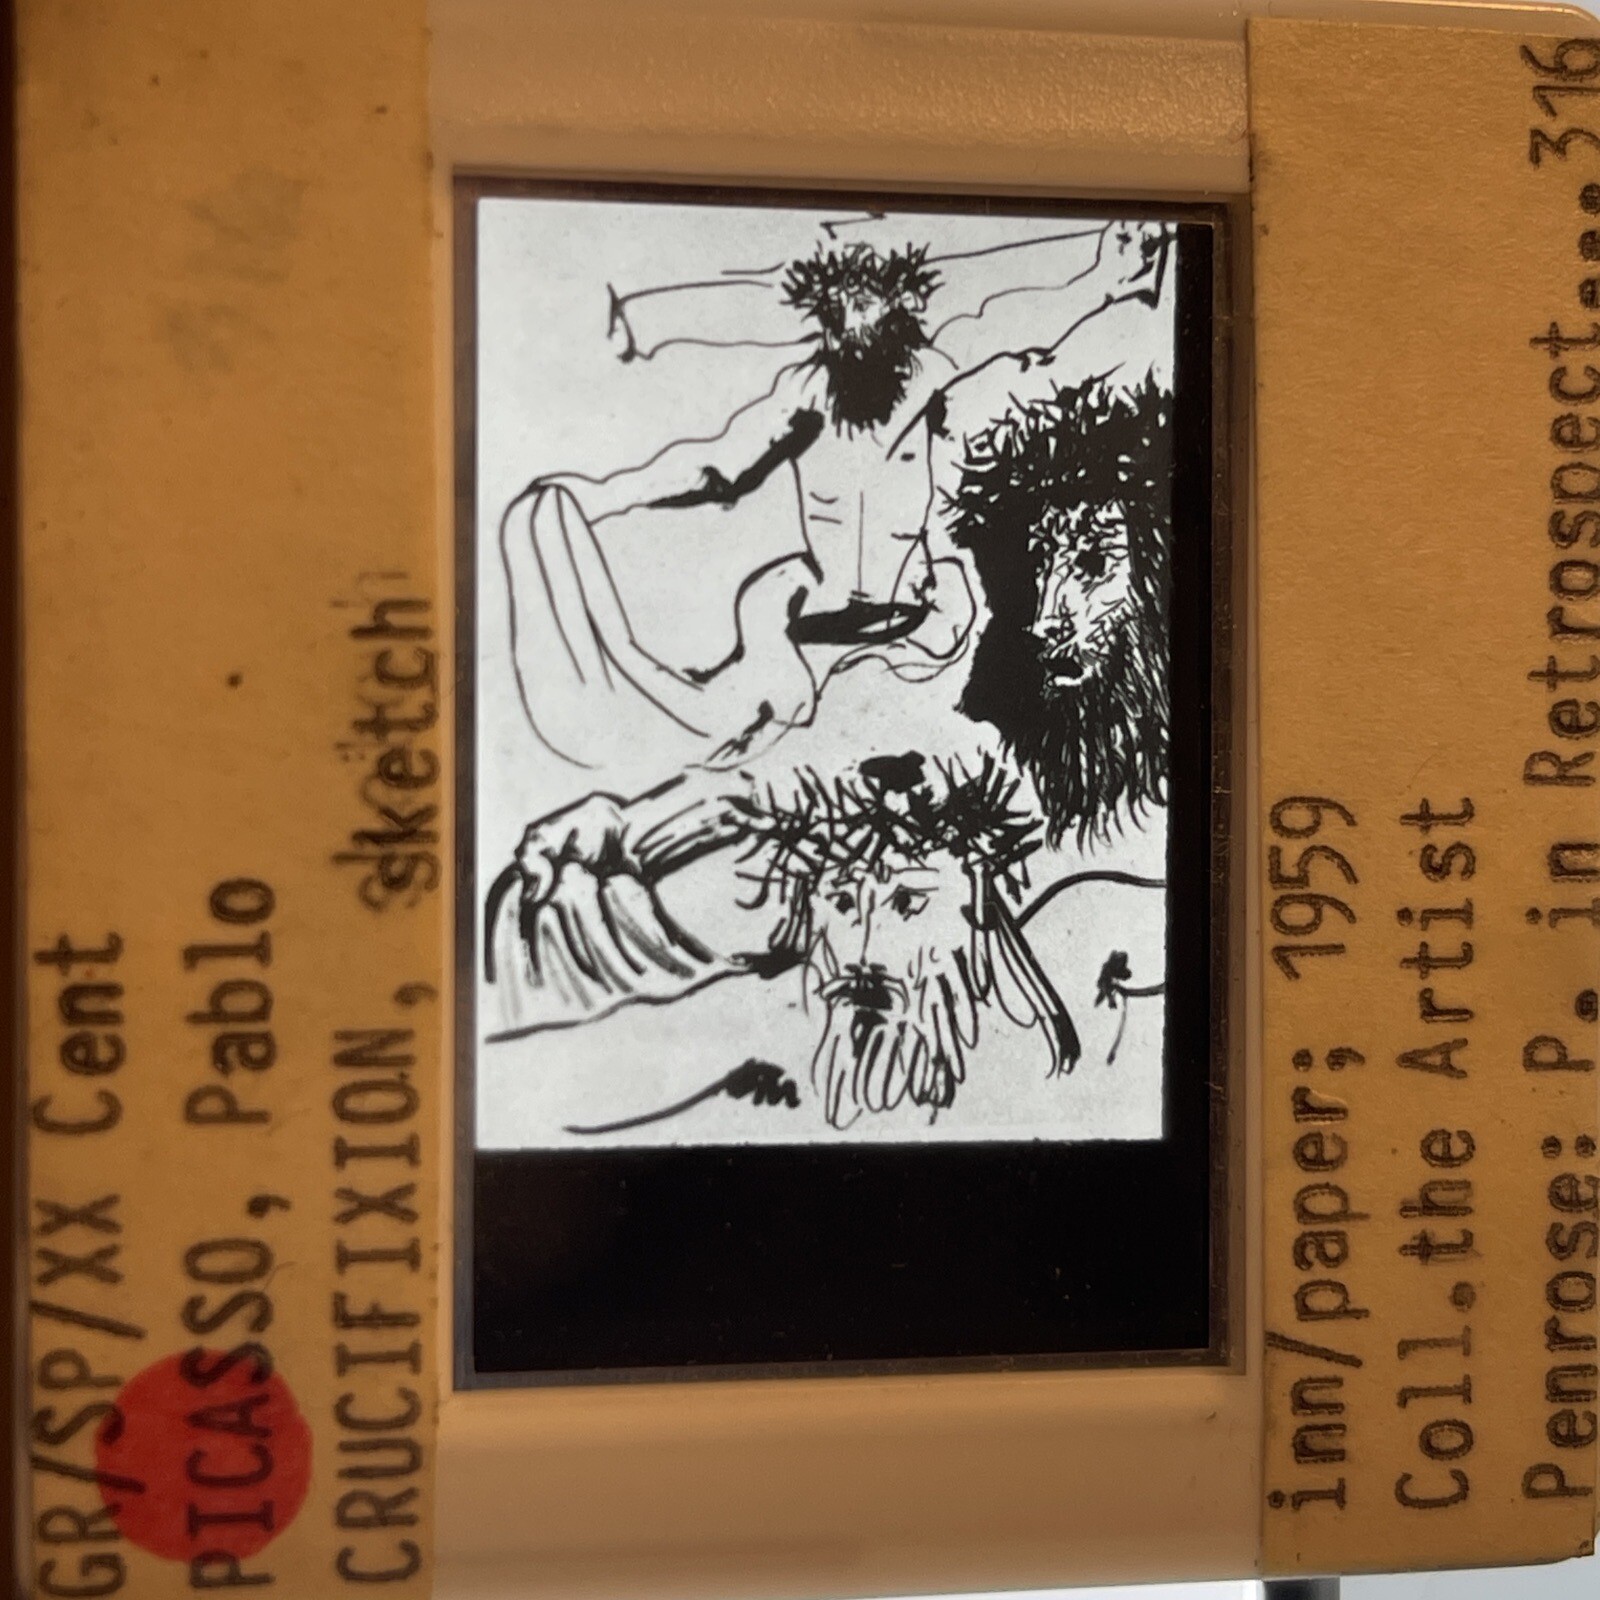 GR/SP/XX Cent
PICASSO, Pablo
CRUCIFIXION, sketch
inn/paper; 1959
Coll.the Artist
Penrose: P. in Retrospect... 316